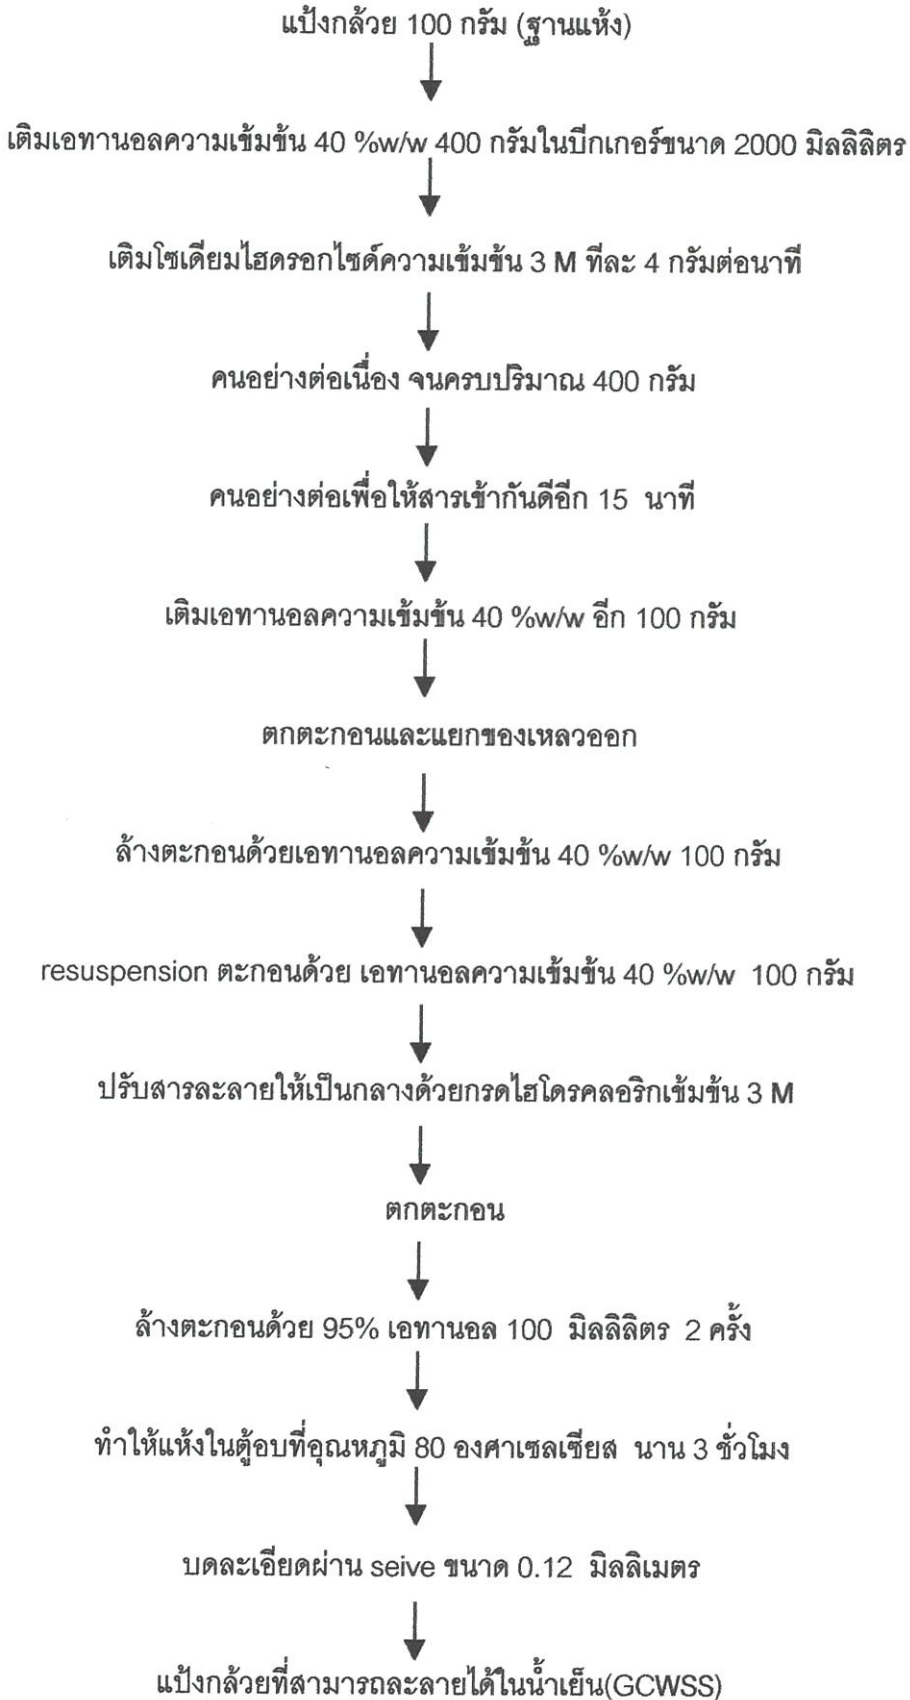 แป้งกล้วย 100 กรัม (ฐานแห้ง)
เติมเอทานอลความเข้มข้น 40 %w/w 400 กรัมในบีกเกอร์ขนาด 2000 มิลลิลิตร
เติมโซเดียมไฮดรอกไซด์ความเข้มข้น 3 M ทีละ 4 กรัมต่อนาที
คนอย่างต่อเนื่อง จนครบปริมาณ 400 กรัม
คนอย่างต่อเพื่อให้สารเข้ากันดีอีก 15 นาที
เติมเอทานอลความเข้มข้น 40 %w/w อีก 100 กรัม
ตกตะกอนและแยกของเหลวออก
ล้างตะกอนด้วยเอทานอลความเข้มข้น 40 %w/w 100 กรัม
resuspension ตะกอนด้วย เอทานอลความเข้มข้น 40 %w/w 100 กรัม
ปรับสารละลายให้เป็นกลางด้วยกรดไฮโดรคลอริกเข้มข้น 3 M
ตกตะกอน
ล้างตะกอนด้วย 95% เอทานอล 100 มิลลิลิตร 2 ครั้ง
ทำให้แห้งในตู้อบที่อุณหภูมิ 80 องศาเซลเซียส นาน 3 ชั่วโมง
บดละเอียดผ่าน seive ขนาด 0.12 มิลลิเมตร
แป้งกล้วยที่สามารถละลายได้ในน้ำเย็น(GCWSS)